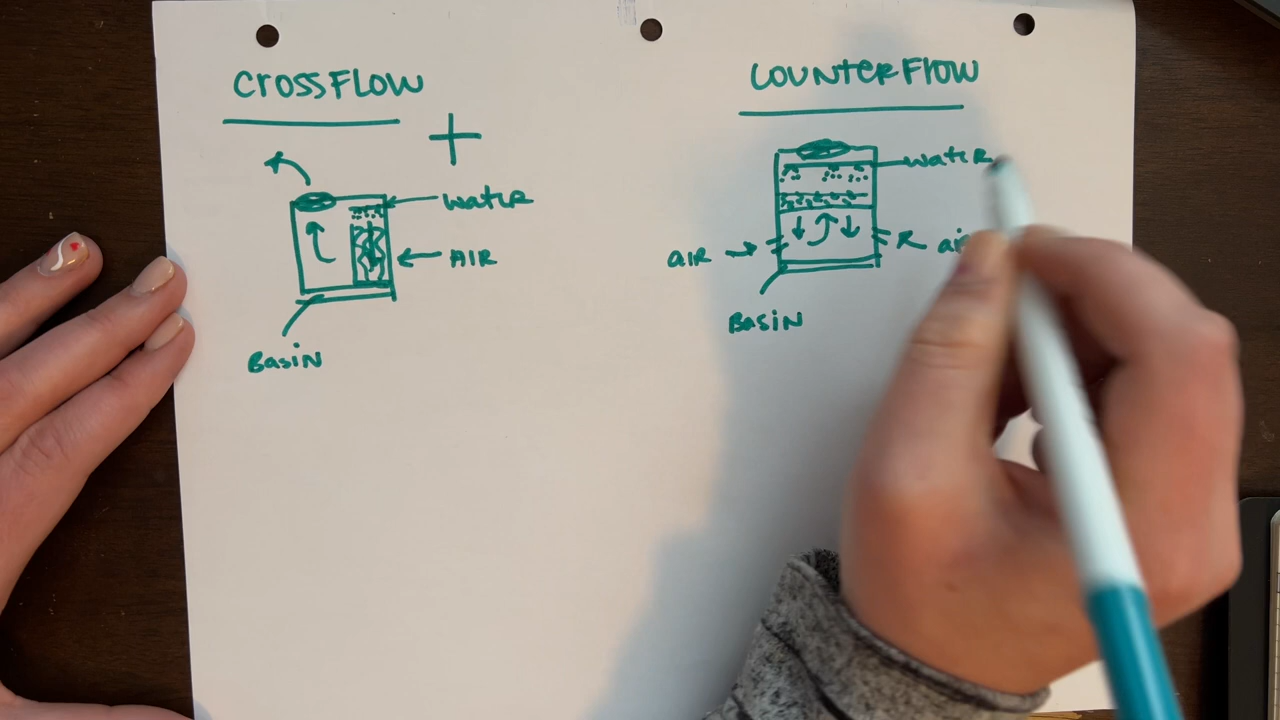 CROSSFLOW
+
WATER
AIR
BASIN
COUNTERFLOW
WATER
AIR
BASIN